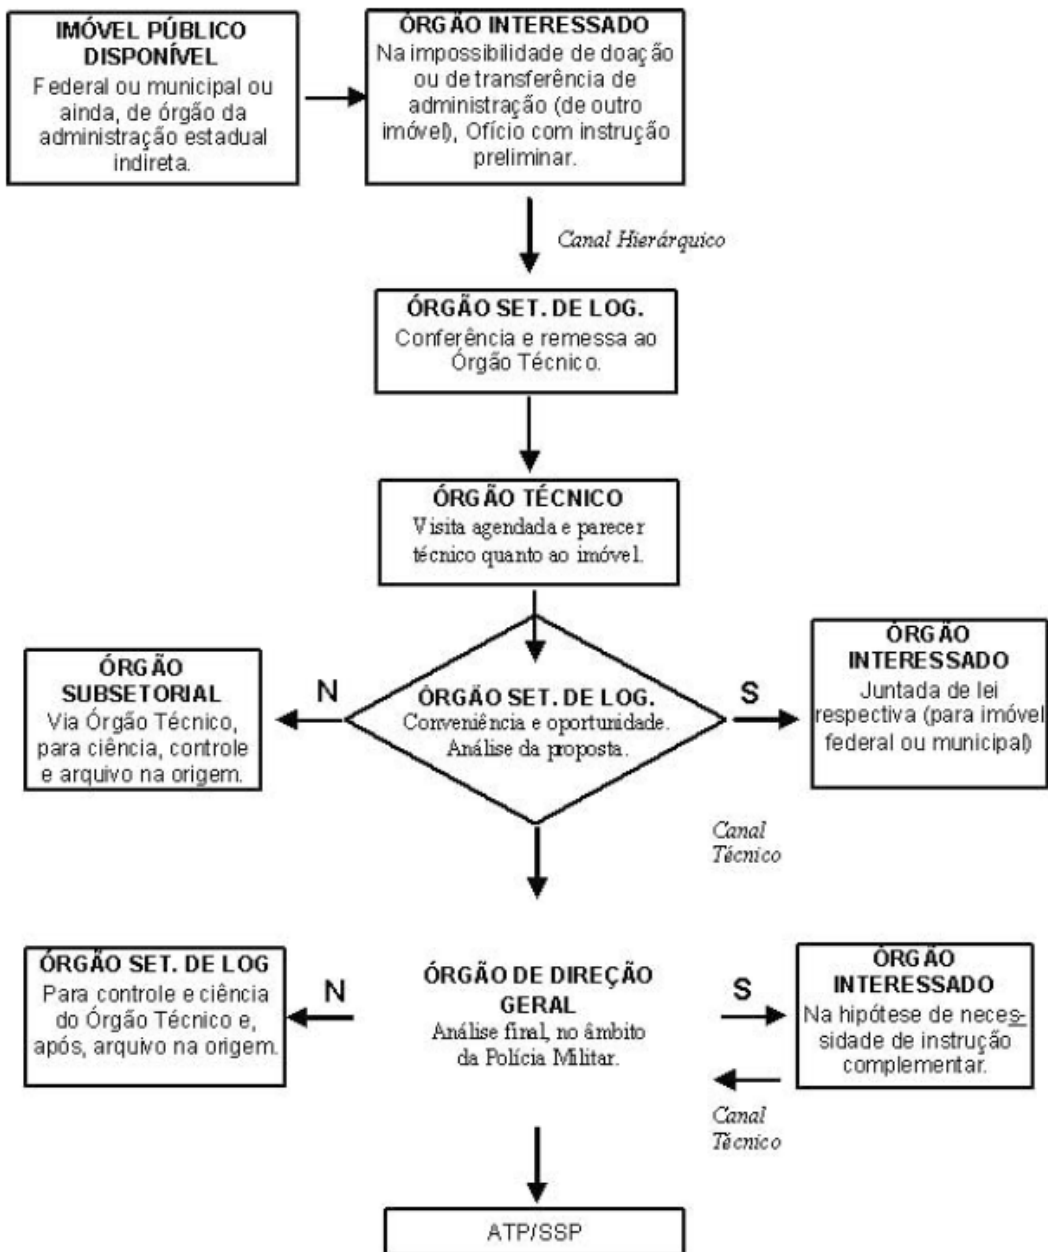 IMÓVEL PÚBLICO
DISPONÍVEL
Federal ou municipal ou
ainda, de órgão da
administração estadual
indireta.
ÓRGÃO INTERESSADO
Na impossibilidade de doação
ou de transferência de
administração (de outro
imóvel), Ofício com instrução
preliminar.
Canal Hierárquico
ÓRGÃO SET. DE LOG.
Conferência e remessa ao
Órgão Técnico.
ÓRGÃO TÉCNICO
Visita agendada e parecer
técnico quanto ao imóvel.
ÓRGÃO
SUBSETORIAL
Via Órgão Técnico,
para ciência, controle
e arquivo na origem.
N
ÓRGÃO SET. DE LOG.
Conveniência e oportunidade.
Análise da proposta.
S
ÓRGÃO
INTERESSADO
Juntada de lei
respectiva (para imóvel
federal ou municipal)
Canal
Técnico
ÓRGÃO SET. DE LOG
Para controle e ciência
do Órgão Técnico e,
após, arquivo na origem.
N
ÓRGÃO DE DIREÇÃO
GERAL
Análise final, no âmbito
da Polícia Militar.
S
ÓRGÃO
INTERESSADO
Na hipótese de neces-
sidade de instrução
complementar.
Canal
Técnico
ATP/SSP